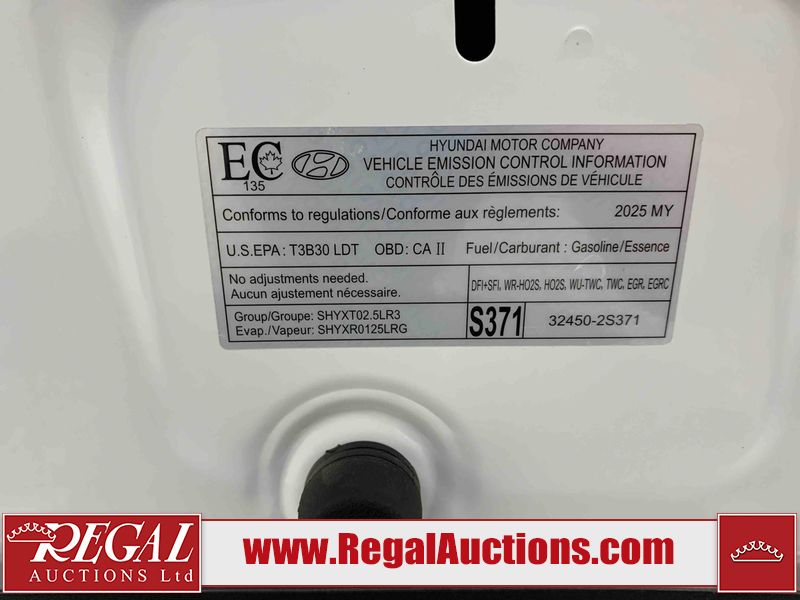 EC
135
HYUNDAI MOTOR COMPANY
VEHICLE EMISSION CONTROL INFORMATION
CONTRÔLE DES ÉMISSIONS DE VÉHICULE
Conforms to regulations/Conforme aux règlements: 2025 MY
U.S.EPA: T3B30 LDT OBD: CA II Fuel/Carburant: Gasoline/Essence
No adjustments needed.
Aucun ajustement nécessaire.
DFI+SFI, WR-HO2S, HO2S, WU-TWC, TWC, EGR, EGRC
Group/Groupe: SHYXT02.5LR3
Evap./Vapeur: SHYXR0125LRG
S371
32450-2S371
REGAL
AUCTIONS Ltd
www.RegalAuctions.com